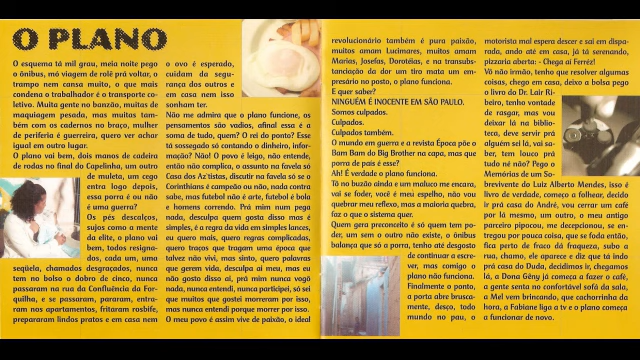 O PLANO
O esquema tá mil grau, meia noite pego
o ônibus, mó viagem de rolê prá voltar, o
trampo nem cansa muito, o que mais
condena o trabalhador é o transporte co-
letivo. Muita gente no banzão, muitas de
maquiagem pesada, mas muitas também
com os cadernos no braço, mulher
de periferia é guerreira, quero ver achar
igual em outro lugar.
O plano vai bem, dois manos de cadeira
de rodas no final do Capelinha, um outro
de muleta, um cego
entra logo depois,
essa porra é ou não
é uma guerra?
Os pés descalços,
sujos como a mente
da elite, o plano vai
bem, todos resigna-
dos, cada um, uma
seqüela, chamados desgraçados, nunca
tem no bolso o dobro de cinco, nunca
passaram na rua da Confluência da For-
quilha, e se passaram, pararam, entra-
ram nos apartamentos, fritaram rosbife,
prepararam lindos pratos e em casa nem
o ovo é esperado,
cuidam da segu-
rança dos outros e
em casa nem isso
sonham ter.
Não me admira que o plano funcione, os
pensamentos são vadios, afinal essa é a
soma de tudo, quem? O rei do ponto? Esse
tá sossegado só contando o dinheiro, infor-
mação? Não! O povo é leigo, não entende,
então não complico, o assunto na favela só
Casa dos Az'tistas, discutir na favela só se o
Corinthians é campeão ou não, nada contra
sabe, mas futebol não é arte, futebol é bola
e homens correndo. Prá mim num paga
nada, desculpa quem gosta disso mas é
simples, é a regra da vida em simples lances,
eu quero mais, quero regras complicadas,
quero traços que tragam uma época que
talvez não vivi, mas sinto, quero palavras
que gerem vida, desculpa aí meu, mas eu
não gosto disso aí, prá mim nunca vogô
nada, nunca entendi, nunca participei, só sei
que muitos que gostei morreram por isso,
mas nunca entendi porque morrer por isso.
O meu povo é assim vive de paixão, o ideal
revolucionário também é pura paixão,
muitos amam Lucimares, muitos amam
Marias, Josefas, Dorotéias, e na transubs-
tanciação da dor um tiro mata um em-
presário no posto, o plano funciona.
E quer saber?
NINGUÉM É INOCENTE EM SÃO PAULO.
Somos culpados.
Culpados.
Culpados também.
O mundo em guerra e a revista Época põe o
Bam Bam do Big Brother na capa, mas que
porra de país é esse?
Ah! É verdade o plano funciona.
Tô no buzão ainda e um maluco me encara,
vai se foder, você é meu espelho, não vou
quebrar meu reflexo, mas a maioria quebra,
faz o que o sistema quer.
Quem gera preconceito é só quem tem po-
der, um sem o outro não existe, o ônibus
balança que só a porra, tenho até desgosto
de continuar a escre-
ver, mas comigo o
plano não funciona.
Finalmente o ponto,
a porta abre brusca-
mente, desço, todo
mundo no pau, o
motorista mal espera descer e sai em dispa-
rada, ando até em casa, já tá serenando,
pizzaria aberta: - Chega aí Ferréz!
Vô não irmão, tenho que resolver algumas
coisas, chego em casa, deixo a bolsa pego
o livro do Dr. Lair Ri-
beiro, tenho vontade
de rasgar, mas vou
deixar lá na biblio-
teca, deve servir prá
alguém sei lá, vai sa-
ber, tem louco prá
tudo né não? Pego o
Memórias de um So-
brevivente do Luiz Alberto Mendes, isso é
livro de verdade, começo a folhear, decido
ir prá casa do André, vou cerrar um café
por lá mesmo, um outro, o meu antigo
parceiro pipocou, me decepcionou, se en-
tregou por pouca coisa, que se foda então,
fica perto de fraco dá fraqueza, subo a
rua, chamo, ele aparece e diz que tá indo
prá casa do Duda, decidimos ir, chegamos
lá, a Dona Gény já começa a fazer o café,
a gente senta no confortável sofá da sala,
a Mel vem brincando, que cachorrinha da
hora, a Fabiane liga a tv e o plano começa
a funcionar de novo.